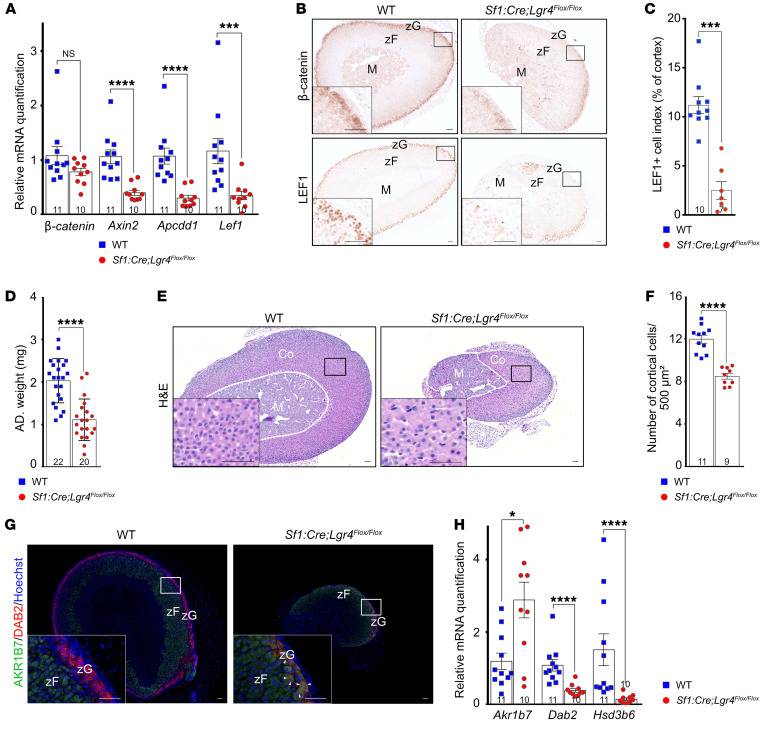 A
Relative mRNA quantification
3
2
1
0
NS
****
****
***
11 10 11 10 11 10 11 10
β-catenin Axin2 Apcdd1 Lef1
WT
Sf1:Cre;Lgr4Flox/Flox
B
WT
Sf1:Cre;Lgr4Flox/Flox
β-catenin
zG
zF
M
zG
zF
M
LEF1
zG
zF
M
zG
zF
M
C
LEF1+ cell index (% of cortex)
20
15
10
5
0
***
10 7
WT
Sf1:Cre;Lgr4Flox/Flox
D
AD. weight (mg)
4
3
2
1
0
****
22 20
WT
Sf1:Cre;Lgr4Flox/Flox
E
WT
Sf1:Cre;Lgr4Flox/Flox
H&E
Co
M
Co
M
F
Number of cortical cells/
500 µm²
16
12
8
4
0
****
11 9
WT
Sf1:Cre;Lgr4Flox/Flox
G
WT
Sf1:Cre;Lgr4Flox/Flox
AKR1B7/DAB2/Hoechst
zF zG
zG
zF
zF
zG
zG
zF
H
Relative mRNA quantification
4
2
0
*
****
****
11 10 11 10 11 10
Akr1b7 Dab2 Hsd3b6
WT
Sf1:Cre;Lgr4Flox/Flox